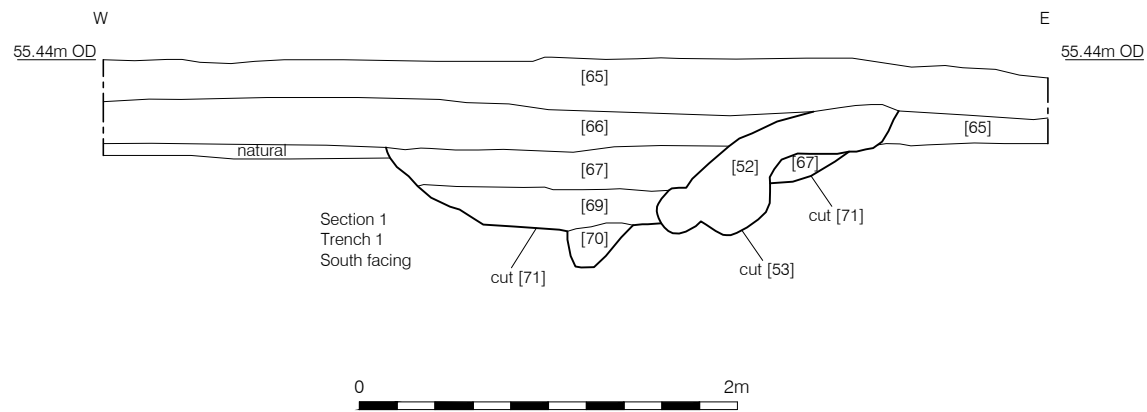 W
E
55.44m OD
55.44m OD
[65]
[66]
[65]
natural
[67]
[52]
[67]
[69]
cut [71]
Section 1
Trench 1
South facing
[70]
cut [71]
cut [53]
0
2m